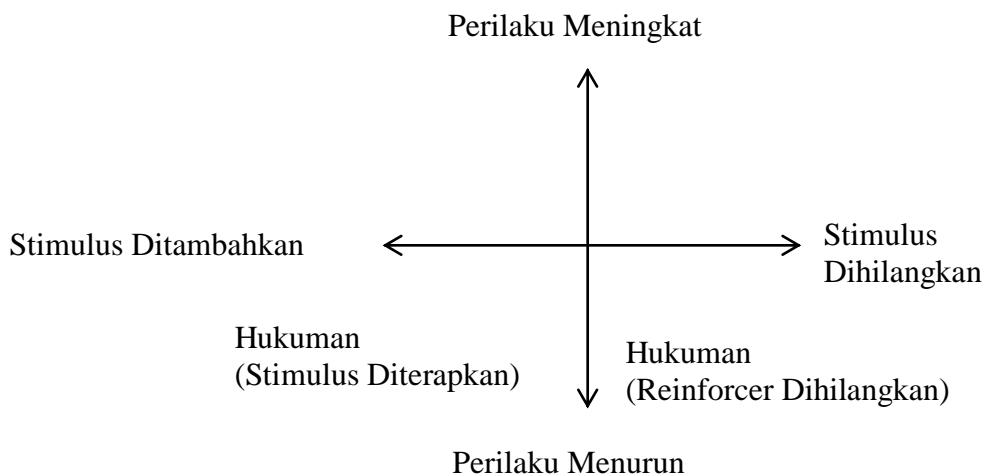 Perilaku Meningkat
Stimulus Ditambahkan
Stimulus
Dihilangkan
Hukuman
(Stimulus Diterapkan)
Hukuman
(Reinforcer Dihilangkan)
Perilaku Menurun